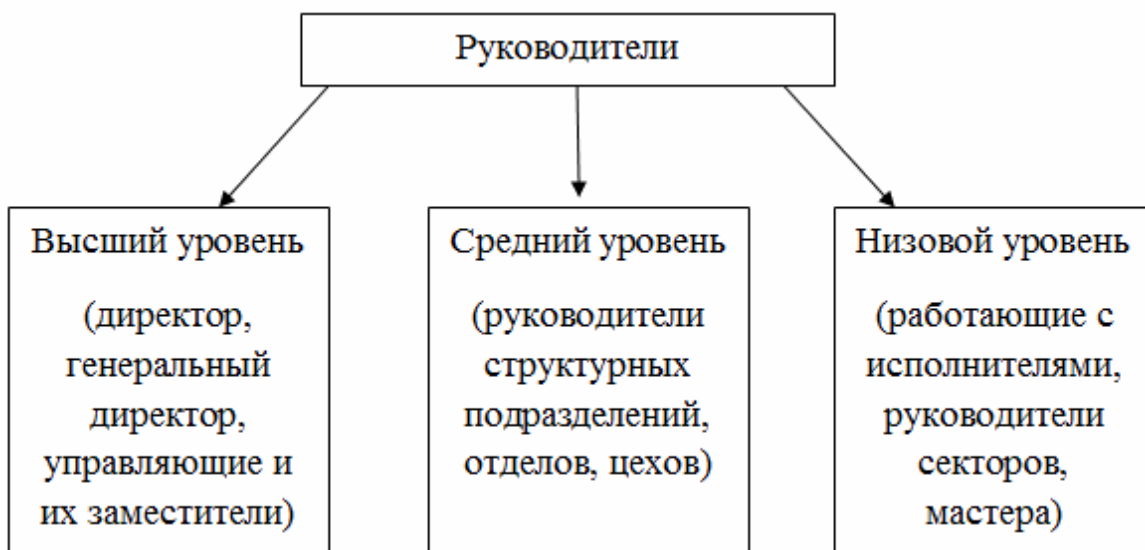 Руководители
Высший уровень
(директор,
генеральный
директор,
управляющие и
их заместители)
Средний уровень
(руководители
структурных
подразделений,
отделов, цехов)
Низовой уровень
(работающие с
исполнителями,
руководители
секторов,
мастера)